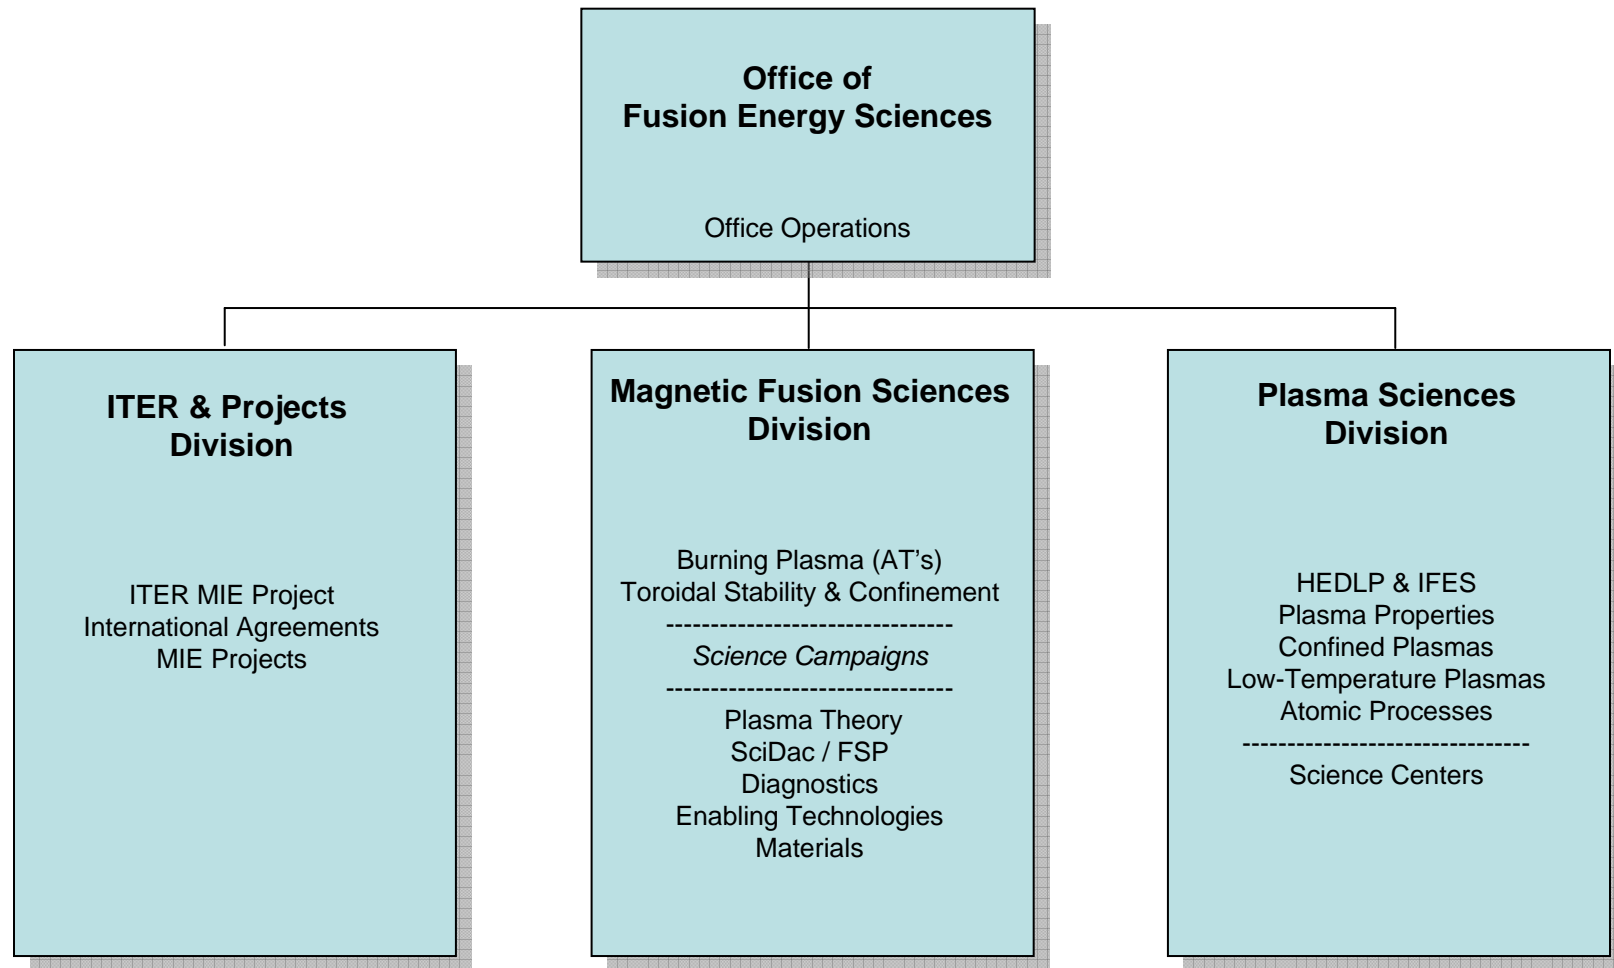 Office of
Fusion Energy Sciences
Office Operations
ITER & Projects
Division
ITER MIE Project
International Agreements
MIE Projects
Magnetic Fusion Sciences
Division
Burning Plasma (AT’s)
Toroidal Stability & Confinement
--------------------------------
Science Campaigns
--------------------------------
Plasma Theory
SciDac / FSP
Diagnostics
Enabling Technologies
Materials
Plasma Sciences
Division
HEDLP & IFES
Plasma Properties
Confined Plasmas
Low-Temperature Plasmas
Atomic Processes
--------------------------------
Science Centers